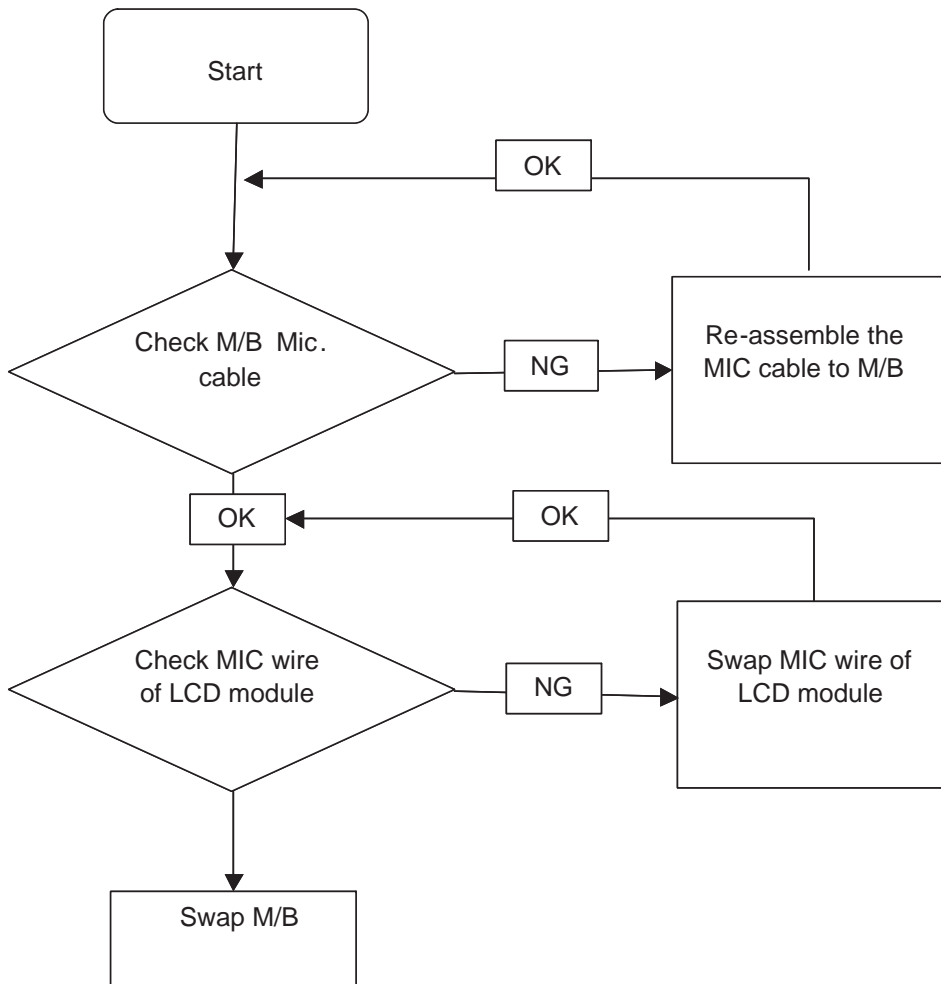 Start
OK
Check M/B Mic.
cable
NG
Re-assemble the
MIC cable to M/B
OK
OK
Check MIC wire
of LCD module
NG
Swap MIC wire of
LCD module
Swap M/B